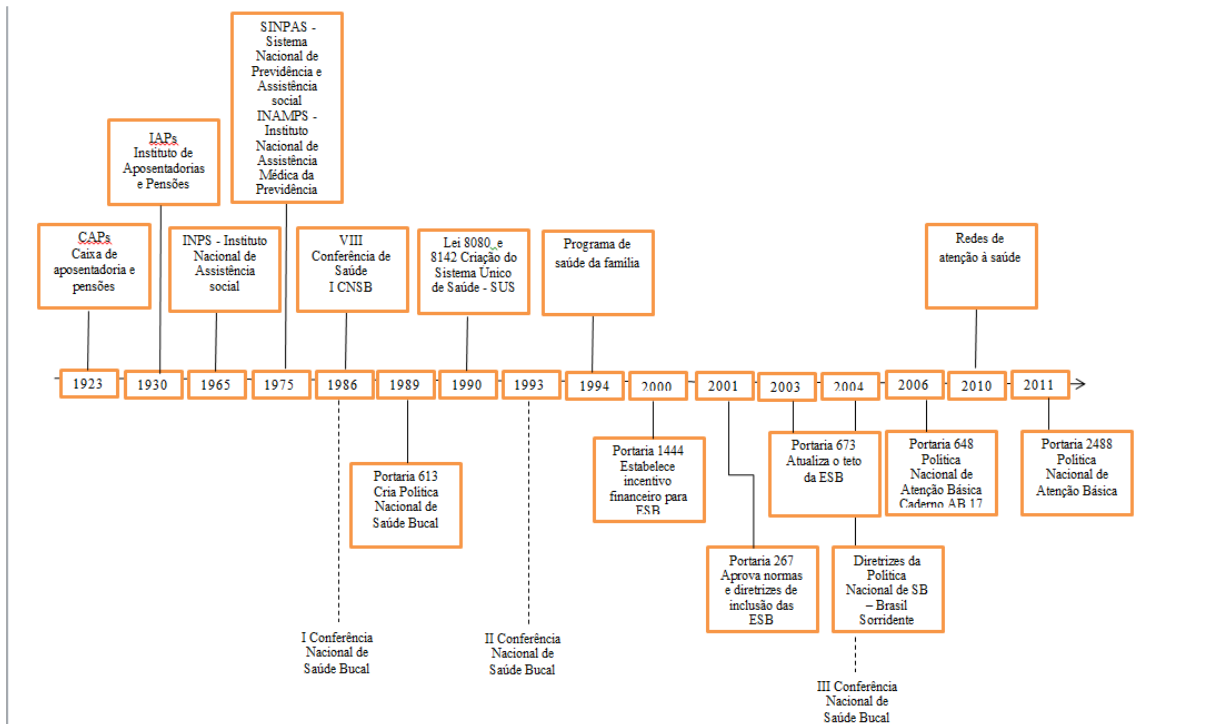 SINPAS -
Sistema
Nacional de
Previdência e
Assistência
social
INAMPS -
Instituto
Nacional de
Assistência
Médica da
Previdência
IAPs
Instituto de
Aposentadorias
e Pensões
CAPs
Caixa de
aposentadoria e
pensões
INPS - Instituto
Nacional de
Assistência
social
VIII
Conferência de
Saúde
I CNSB
Lei 8080 e
8142 Criação do
Sistema Unico
de Saúde - SUS
Programa de
saúde da família
Redes de
atenção à saúde
1923
1930
1965
1975
1986
1989
1990
1993
1994
2000
2001
2003
2004
2006
2010
2011
Portaria 613
Cria Política
Nacional de
Saúde Bucal
Portaria 1444
Estabelece
incentivo
financeiro para
ESB
Portaria 673
Atualiza o teto
da ESB
Portaria 648
Política
Nacional de
Atenção Básica
Caderno AB 17
Portaria 2488
Política
Nacional de
Atenção Básica
Portaria 267
Aprova normas
e diretrizes de
inclusão das
ESB
Diretrizes da
Política
Nacional de SB
– Brasil
Sorridente
I Conferência
Nacional de
Saúde Bucal
II Conferência
Nacional de
Saúde Bucal
III Conferência
Nacional de
Saúde Bucal